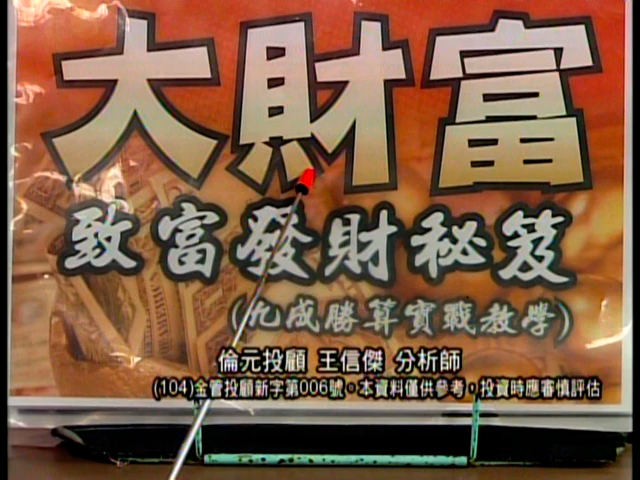 大財富
致富發財秘笈
(九成勝算實戰教學)
倫元投顧 王信傑 分析師
(104)金管投顧新字第006號。本資料僅供參考，投資時應審慎評估